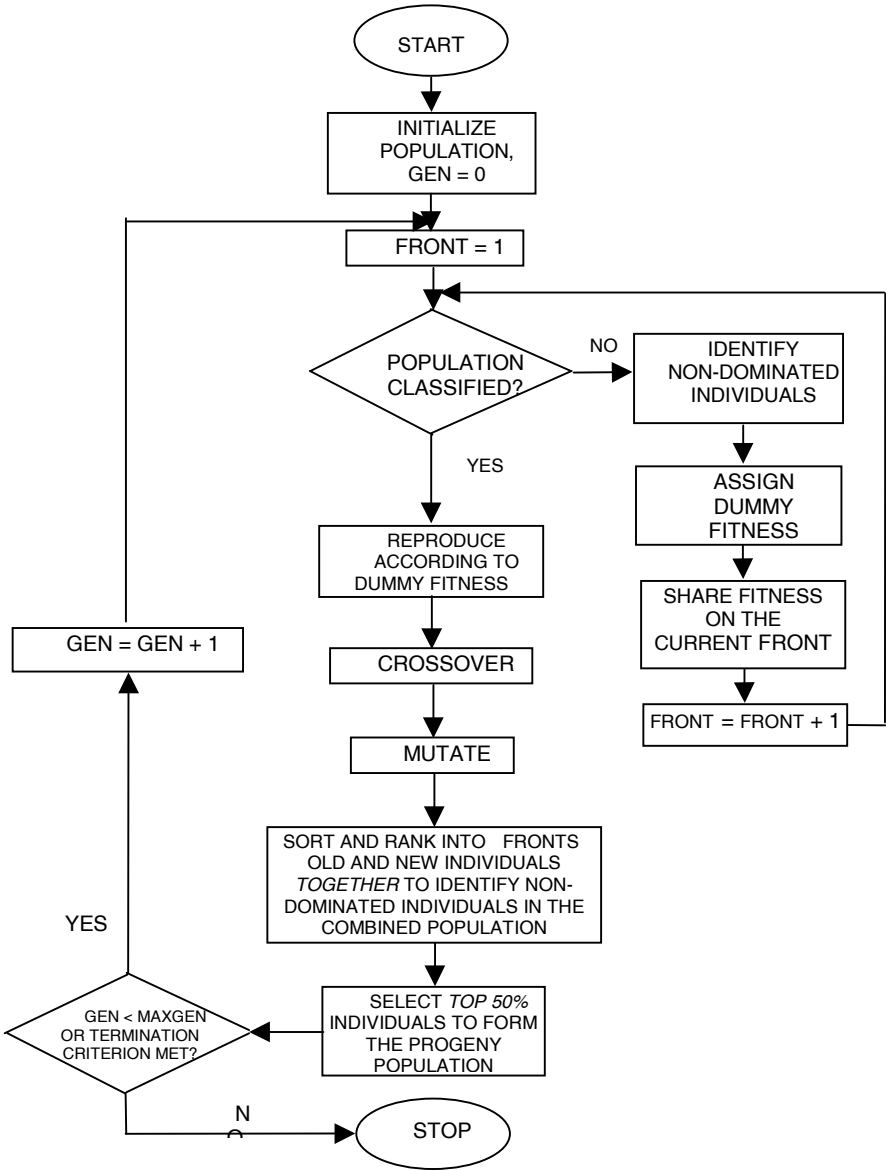 START
INITIALIZE
POPULATION,
GEN = 0
FRONT = 1
POPULATION
CLASSIFIED?
NO
IDENTIFY
NON-DOMINATED
INDIVIDUALS
ASSIGN
DUMMY
FITNESS
SHARE FITNESS
ON THE
CURRENT FRONT
FRONT = FRONT + 1
YES
REPRODUCE
ACCORDING TO
DUMMY FITNESS
CROSSOVER
MUTATE
SORT AND RANK INTO FRONTS
OLD AND NEW INDIVIDUALS
TOGETHER TO IDENTIFY NON-
DOMINATED INDIVIDUALS IN THE
COMBINED POPULATION
SELECT TOP 50%
INDIVIDUALS TO FORM
THE PROGENY
POPULATION
GEN < MAXGEN
OR TERMINATION
CRITERION MET?
YES
GEN = GEN + 1
N
STOP